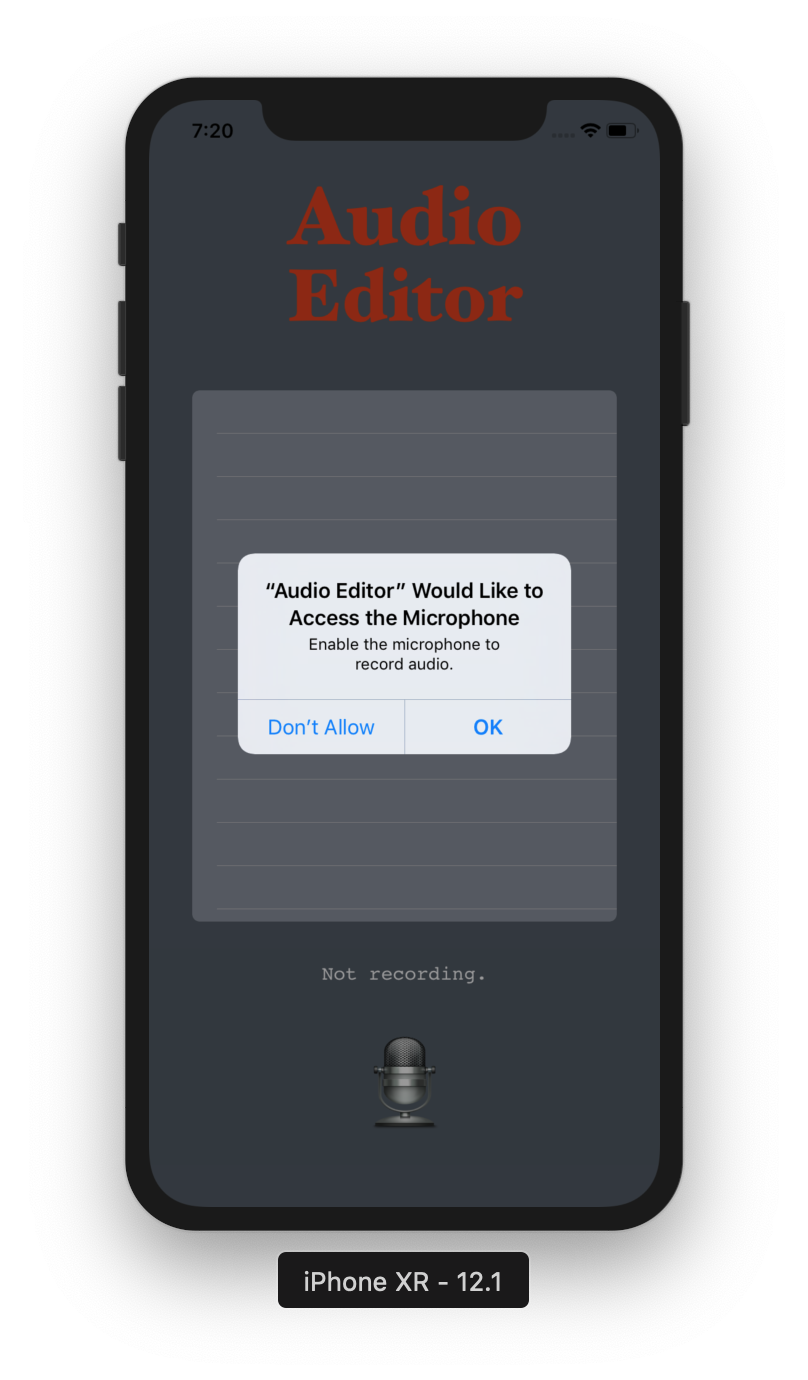 7:20
Audio
Editor
“Audio Editor” Would Like to
Access the Microphone
Enable the microphone to
record audio.
Don’t Allow
OK
Not recording.
iPhone XR - 12.1